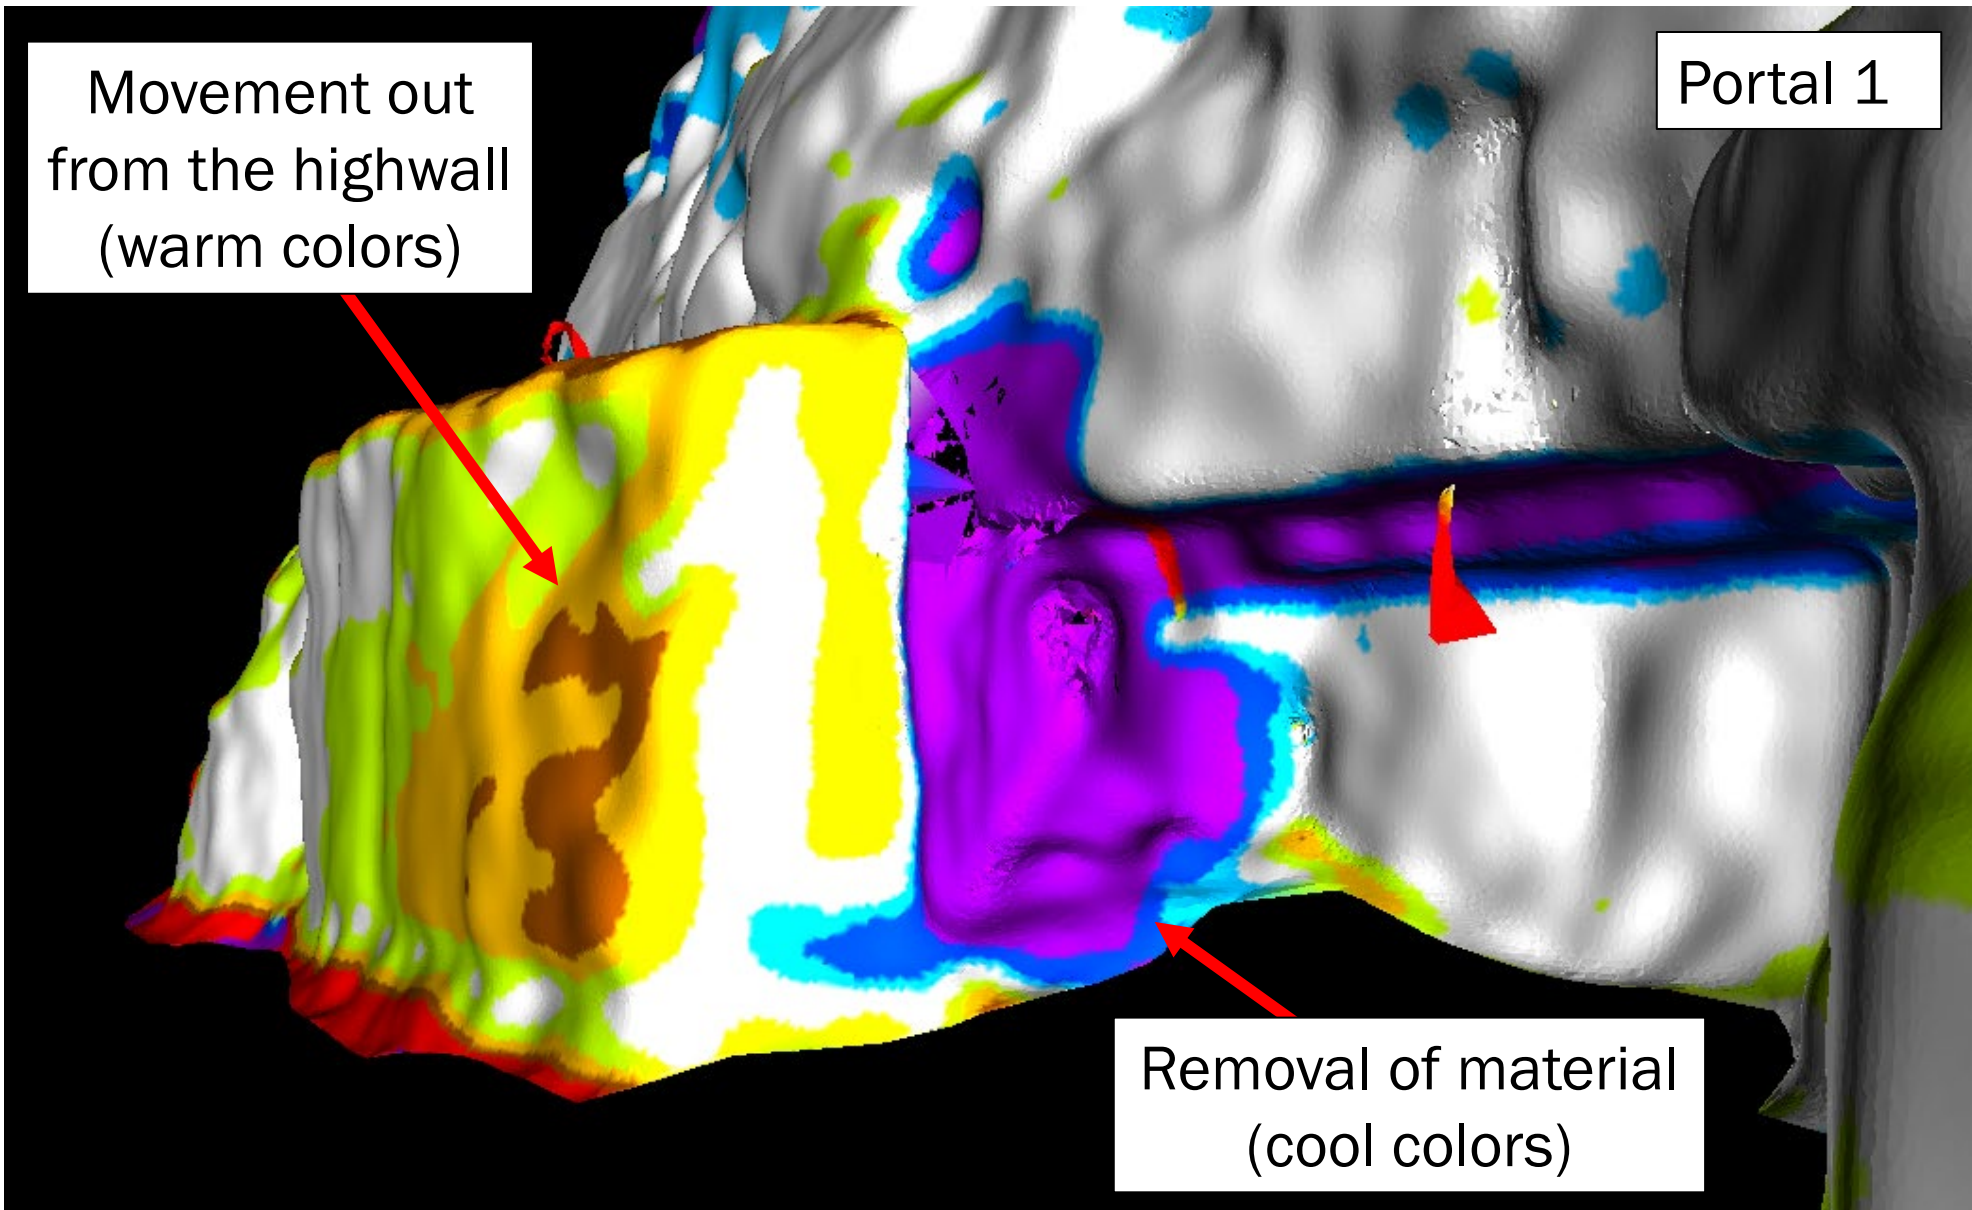 Movement out
from the highwall
(warm colors)
Portal 1
Removal of material
(cool colors)